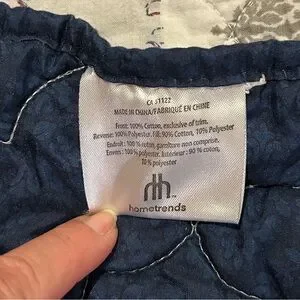 CA 51122
MADE IN CHINA/FABRIQUÉ EN CHINE
Front: 100% Cotton, exclusive of trim.
Reverse: 100% Polyester, Fill: 90% Cotton, 10% Polyester
Endroit : 100 % coton, garniture non comprise.
Envers : 100% polyester, Intérieur : 90 % coton,
10 % polyester
hometrends